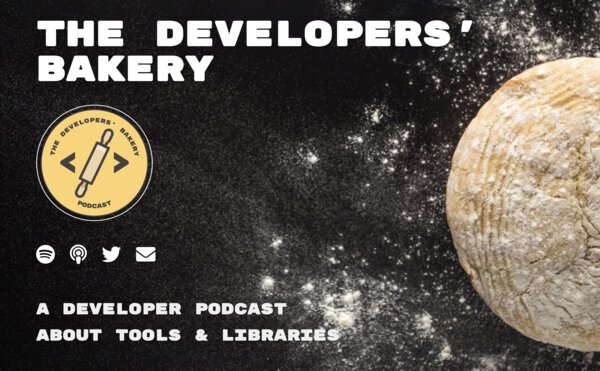 THE DEVELOPERS'
BAKERY
THE DEVELOPERS' BAKERY
< >
PODCAST
A DEVELOPER PODCAST
ABOUT TOOLS & LIBRARIES